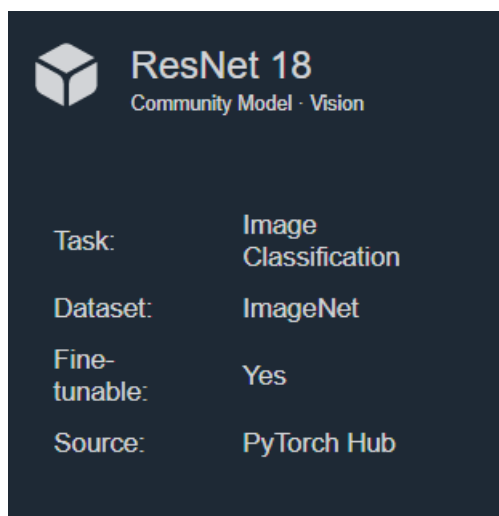 ResNet 18
Community Model · Vision
Task: Image
Classification
Dataset: ImageNet
Fine-
tunable: Yes
Source: PyTorch Hub